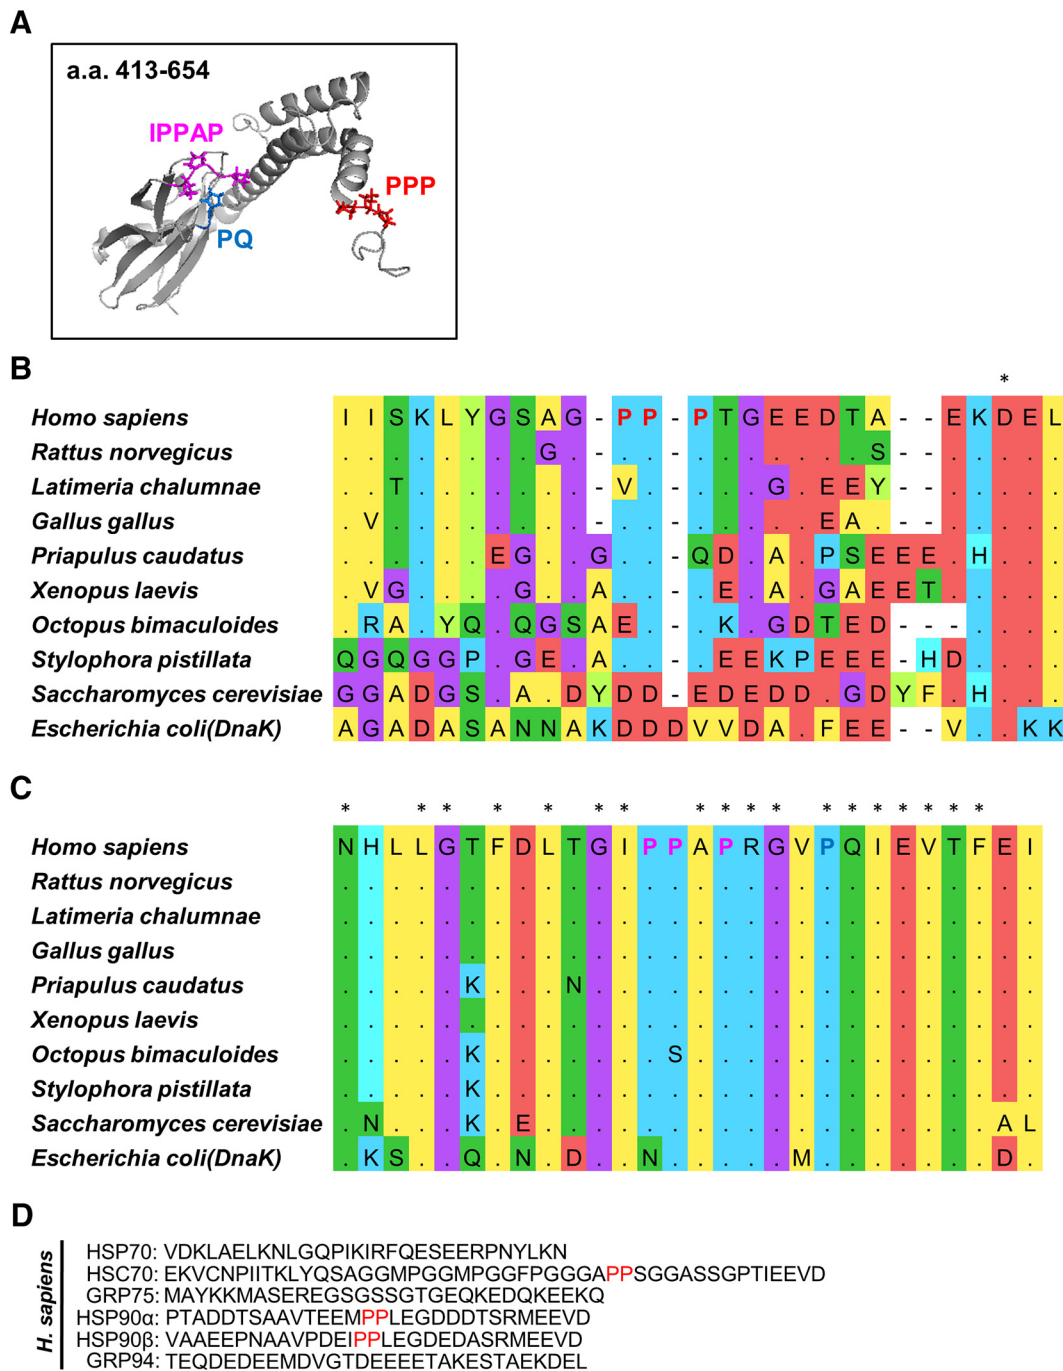 A
a.a. 413-654
IPPAP
PPP
PQ
B
*
Homo sapiens I I S K L Y G S A G - P P - P T G E E D T A - - E K D E L
Rattus norvegicus . . . . . . . . G . - . . - . . . . . . . S - - . . . . .
Latimeria chalumnae . . T . . . . . . . - V . - . . . G . E E Y - - . . . . .
Gallus gallus . V . . . . . . . . - . . - . . . . . E A . - - . . . . .
Priapulus caudatus . . . . . . E G . . G . . - Q D . A . P S E E E . H . . .
Xenopus laevis . V G . . . . G . . A . . - . E . A . G A E E T . . . . .
Octopus bimaculoides . R A . Y Q . Q G S A E . - . K . G D T E D - - - . . . .
Stylophora pistillata Q G Q G G P . G E . A . . - . E E K P E E E - H D . . . .
Saccharomyces cerevisiae G G A D G S . A . D Y D D - E D E D D . G D Y F . H . . .
Escherichia coli(DnaK) A G A D A S A N N A K D D D V V D A . F E E - - V . . K K
C
* * * * * * * * * * * * * * * * * *
Homo sapiens N H L L G T F D L T G I P P A P R G V P Q I E V T F E I
Rattus norvegicus . . . . . . . . . . . . . . . . . . . . . . . . . . . .
Latimeria chalumnae . . . . . . . . . . . . . . . . . . . . . . . . . . . .
Gallus gallus . . . . . . . . . . . . . . . . . . . . . . . . . . . .
Priapulus caudatus . . . . . K . . . N . . . . . . . . . . . . . . . . . .
Xenopus laevis . . . . . . . . . . . . . . . . . . . . . . . . . . . .
Octopus bimaculoides . . . . . K . . . . . . . S . . . . . . . . . . . . . .
Stylophora pistillata . . . . . K . . . . . . . . . . . . . . . . . . . . . .
Saccharomyces cerevisiae . N . . . K . E . . . . . . . . . . . . . . . . . . A L
Escherichia coli(DnaK) . K S . . Q . N . D . . N . . . . . M . . . . . . . D .
D
H. sapiens
HSP70: VDKLAELKNLGQPIKIRFQESEERPNYLKN
HSC70: EKVCNPIITKLYQSAGGMPGGMPGGFPGGGAPPSGGASSGPTIEEVD
GRP75: MAYKKMASEREGSGSSGTGEQKEDQKEEKQ
HSP90α: PTADDTSAAVTEEMPPLEGDDDTSRMEEVD
HSP90β: VAAEEPNAAVPDEIPPLEGDEDASRMEEVD
GRP94: TEQDEDEEMDVGTDEEEETAKESTAEKDEL